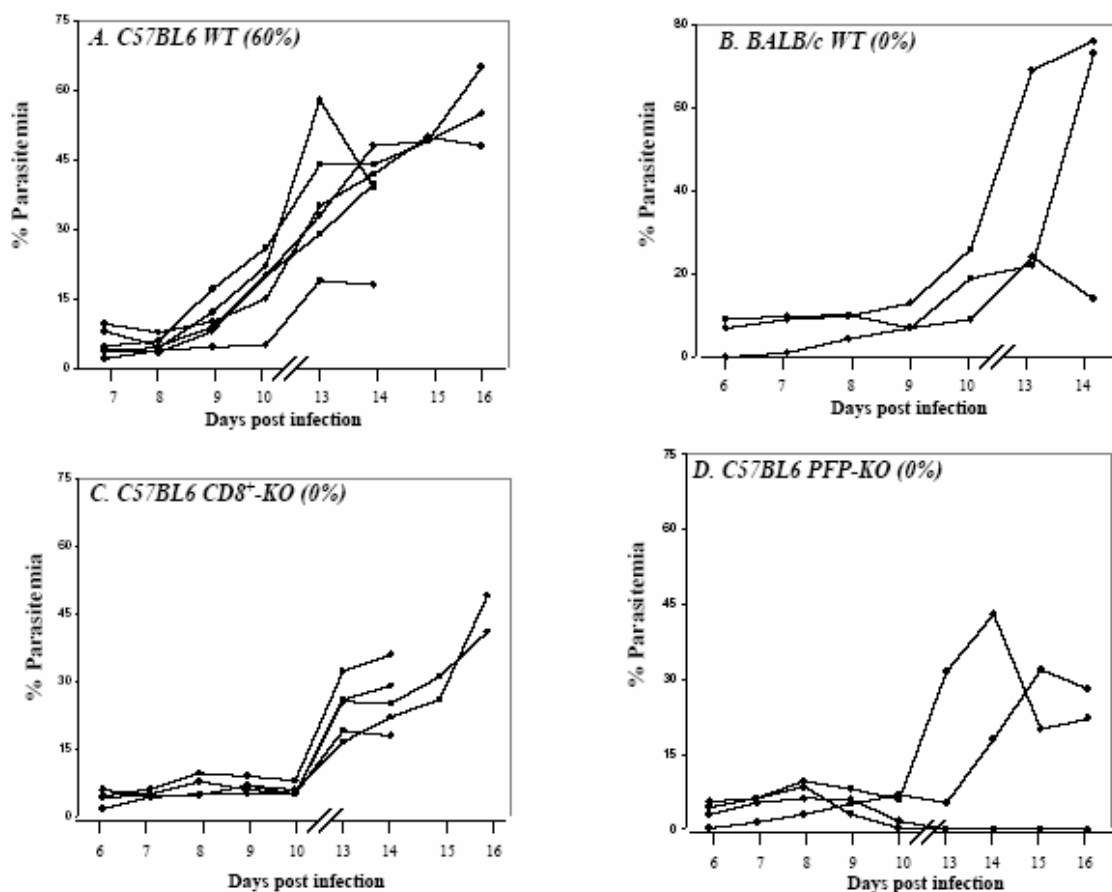 A. C57BL6 WT (60%)
% Parasitemia
75
60
45
30
15
0
7 8 9 10 13 14 15 16
Days post infection
B. BALB/c WT (0%)
% Parasitemia
80
60
40
20
0
6 7 8 9 10 13 14
Days post infection
C. C57BL6 CD8⁺-KO (0%)
% Parasitemia
75
60
45
30
15
0
6 7 8 9 10 13 14 15 16
Days post infection
D. C57BL6 PFP-KO (0%)
% Parasitemia
75
60
45
30
15
0
6 7 8 9 10 13 14 15 16
Days post infection